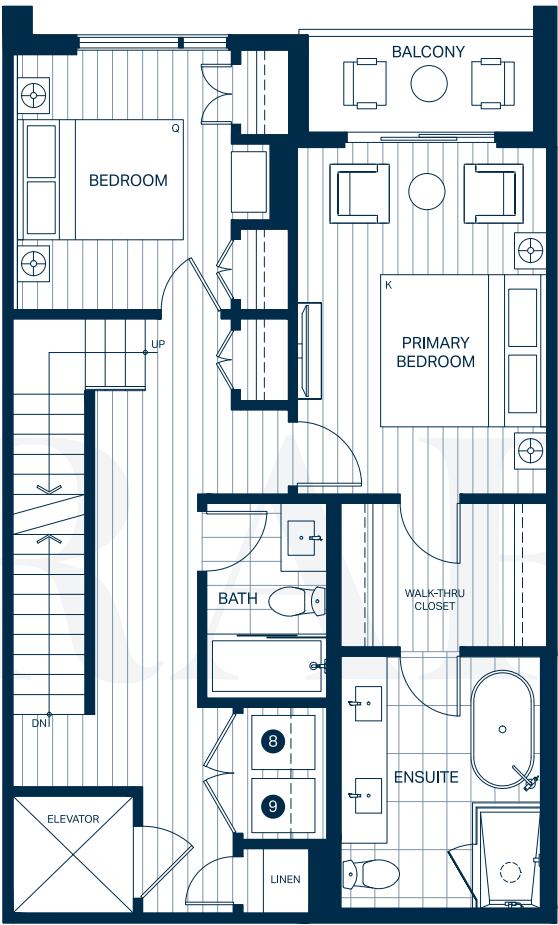 BALCONY
Q
BEDROOM
K
PRIMARY
BEDROOM
UP
WALK-THRU
CLOSET
BATH
DN
8
ENSUITE
9
ELEVATOR
LINEN